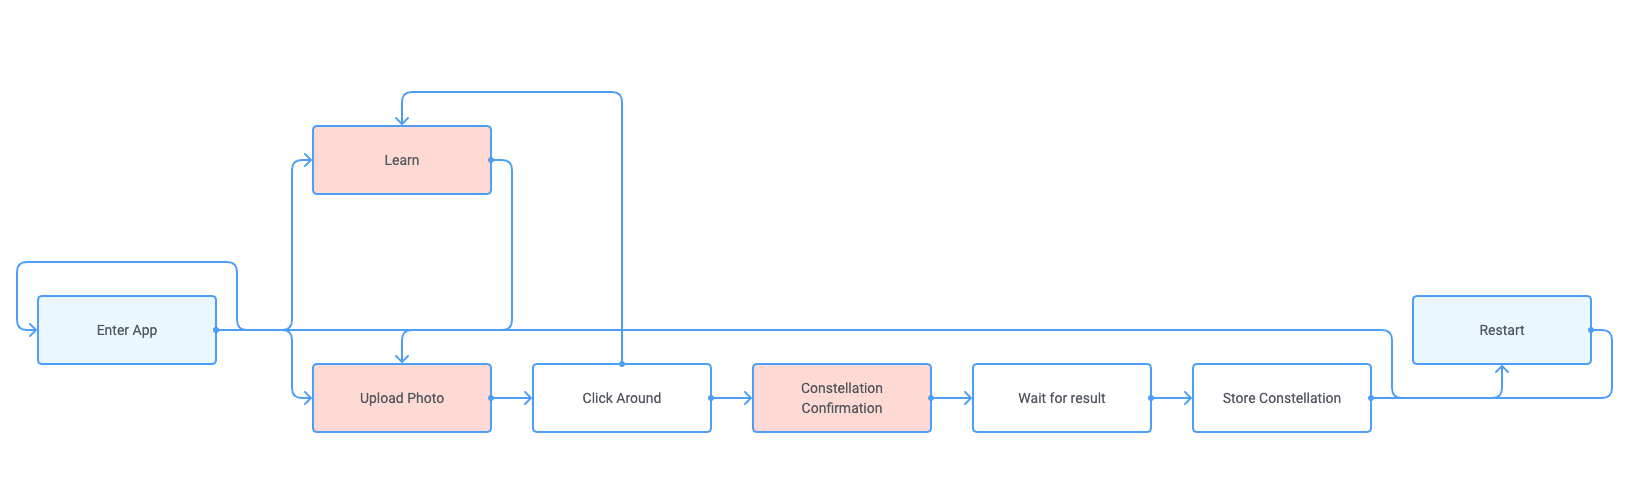 Learn
Enter App
Restart
Upload Photo
Click Around
Constellation
Confirmation
Wait for result
Store Constellation